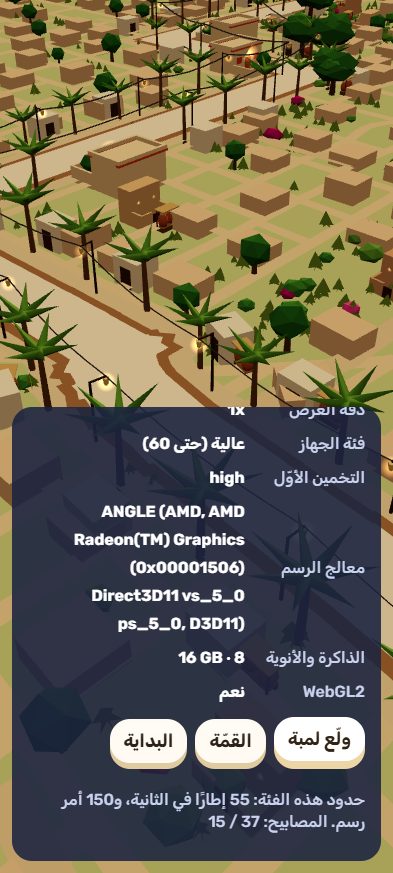 دقة العرض 1x
فئة الجهاز عالية (حتى 60)
التخمين الأوّل high
معالج الرسم ANGLE (AMD, AMD
Radeon(TM) Graphics
(0x00001506)
Direct3D11 vs_5_0
ps_5_0, D3D11)
الذاكرة والأنوية 16 GB · 8
WebGL2 نعم
ولّع لمبة القمّة البداية
حدود هذه الفئة: 55 إطارًا في الثانية، و150 أمر
رسم. المصابيح: 37 / 15